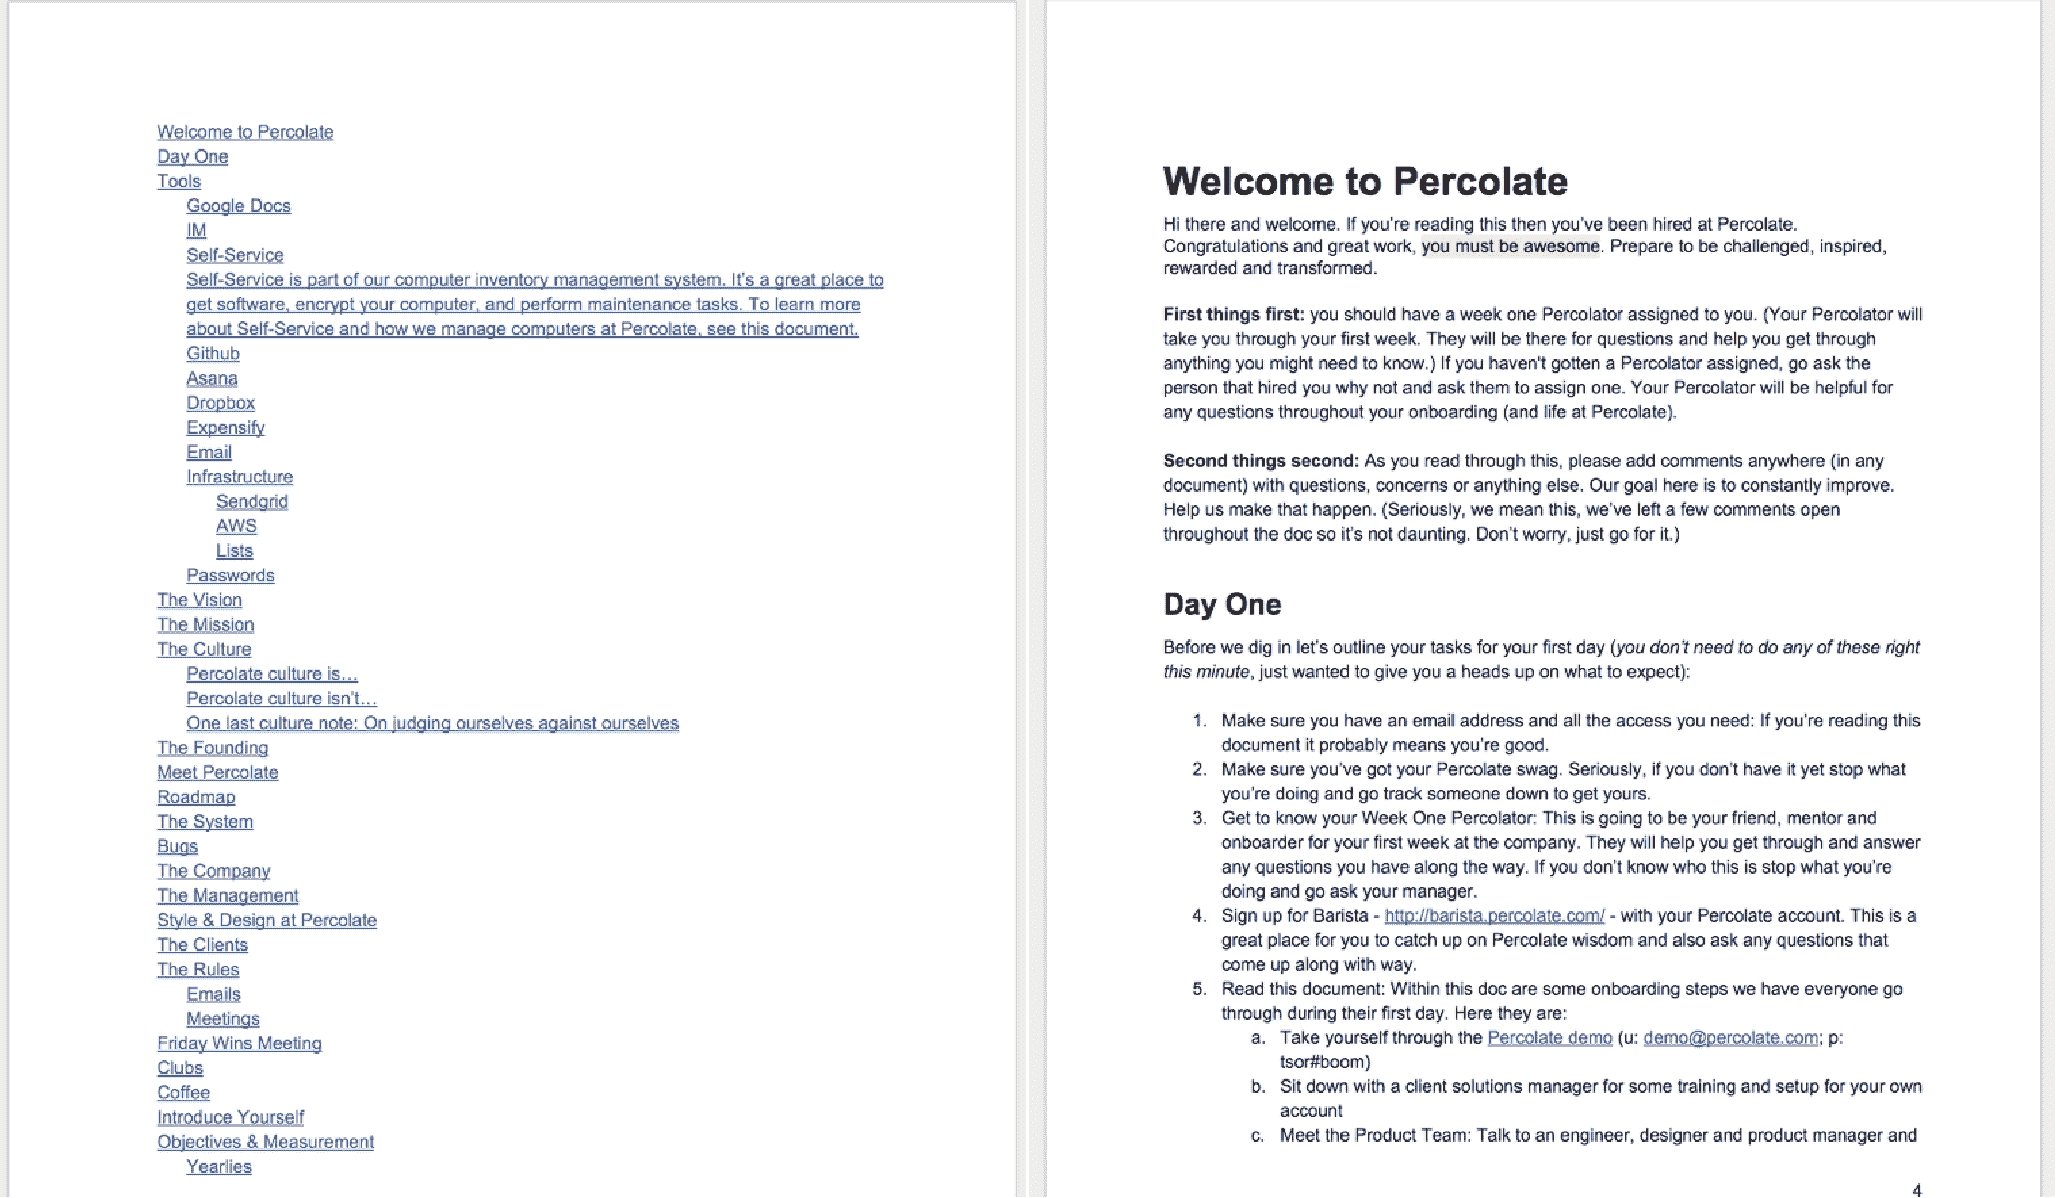 Welcome to Percolate
Day One
Tools
Google Docs
IM
Self-Service
Self-Service is part of our computer inventory management system. It's a great place to
get software, encrypt your computer, and perform maintenance tasks. To learn more
about Self-Service and how we manage computers at Percolate, see this document.
Github
Asana
Dropbox
Expensify
Email
Infrastructure
Sendgrid
AWS
Lists
Passwords
The Vision
The Mission
The Culture
Percolate culture is...
Percolate culture isn't...
One last culture note: On judging ourselves against ourselves
The Founding
Meet Percolate
Roadmap
The System
Bugs
The Company
The Management
Style & Design at Percolate
The Clients
The Rules
Emails
Meetings
Friday Wins Meeting
Clubs
Coffee
Introduce Yourself
Objectives & Measurement
Yearlies
Welcome to Percolate
Hi there and welcome. If you're reading this then you've been hired at Percolate.
Congratulations and great work, you must be awesome. Prepare to be challenged, inspired,
rewarded and transformed.
First things first: you should have a week one Percolator assigned to you. (Your Percolator will
take you through your first week. They will be there for questions and help you get through
anything you might need to know.) If you haven't gotten a Percolator assigned, go ask the
person that hired you why not and ask them to assign one. Your Percolator will be helpful for
any questions throughout your onboarding (and life at Percolate).
Second things second: As you read through this, please add comments anywhere (in any
document) with questions, concerns or anything else. Our goal here is to constantly improve.
Help us make that happen. (Seriously, we mean this, we've left a few comments open
throughout the doc so it's not daunting. Don't worry, just go for it.)
Day One
Before we dig in let's outline your tasks for your first day (you don't need to do any of these right
this minute, just wanted to give you a heads up on what to expect):
1. Make sure you have an email address and all the access you need: If you're reading this
document it probably means you're good.
2. Make sure you've got your Percolate swag. Seriously, if you don't have it yet stop what
you're doing and go track someone down to get yours.
3. Get to know your Week One Percolator: This is going to be your friend, mentor and
onboarder for your first week at the company. They will help you get through and answer
any questions you have along the way. If you don't know who this is stop what you're
doing and go ask your manager.
4. Sign up for Barista - http://barista.percolate.com/ - with your Percolate account. This is a
great place for you to catch up on Percolate wisdom and also ask any questions that
come up along with way.
5. Read this document: Within this doc are some onboarding steps we have everyone go
through during their first day. Here they are:
a. Take yourself through the Percolate demo (u: demo@percolate.com; p:
tsor#boom)
b. Sit down with a client solutions manager for some training and setup for your own
account
c. Meet the Product Team: Talk to an engineer, designer and product manager and
4